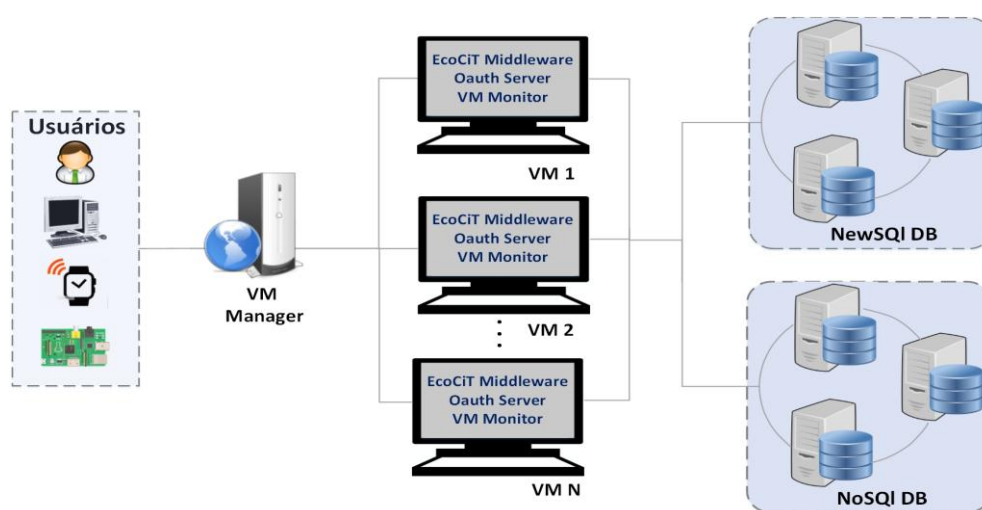 Usuários
VM
Manager
EcoCiT Middleware
Oauth Server
VM Monitor
VM 1
EcoCiT Middleware
Oauth Server
VM Monitor
VM 2
EcoCiT Middleware
Oauth Server
VM Monitor
VM N
NewSQl DB
NoSQl DB